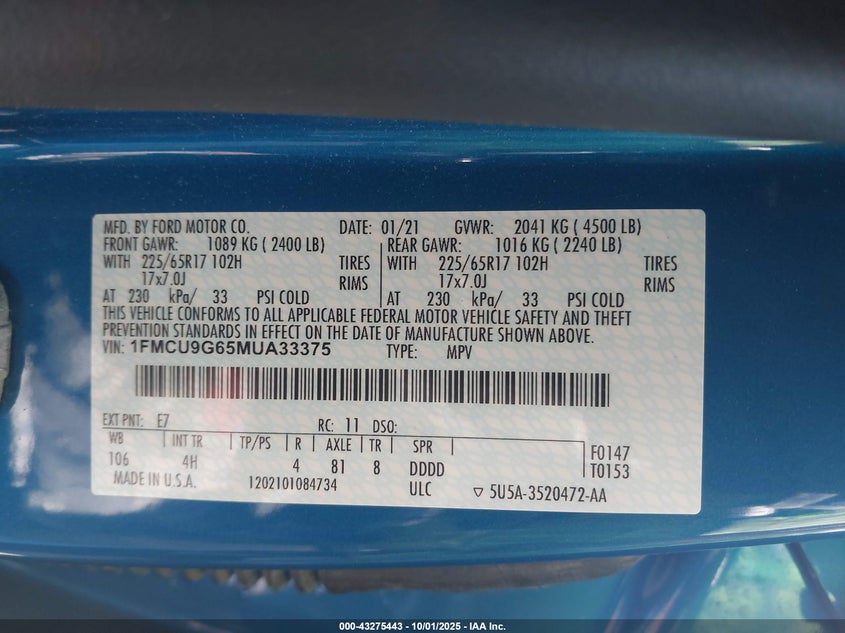 MFD. BY FORD MOTOR CO. DATE: 01/21 GVWR: 2041 KG ( 4500 LB)
FRONT GAWR: 1089 KG ( 2400 LB) REAR GAWR: 1016 KG ( 2240 LB)
WITH 225/65R17 102H TIRES WITH 225/65R17 102H TIRES
17x7.0J RIMS 17x7.0J RIMS
AT 230 kPa/ 33 PSI COLD AT 230 kPa/ 33 PSI COLD
THIS VEHICLE CONFORMS TO ALL APPLICABLE FEDERAL MOTOR VEHICLE SAFETY AND THEFT
PREVENTION STANDARDS IN EFFECT ON THE DATE OF MANUFACTURE SHOWN ABOVE.
VIN: 1FMCU9G65MUA33375 TYPE: MPV
EXT PNT: E7 RC: 11 DSO:
WB INT TR TP/PS R AXLE TR SPR F0147
106 4H 4 81 8 DDDD T0153
MADE IN U.S.A. 1202101084734 ULC ▽ 5U5A-3520472-AA
000-43275443 - 10/01/2025 - IAA Inc.